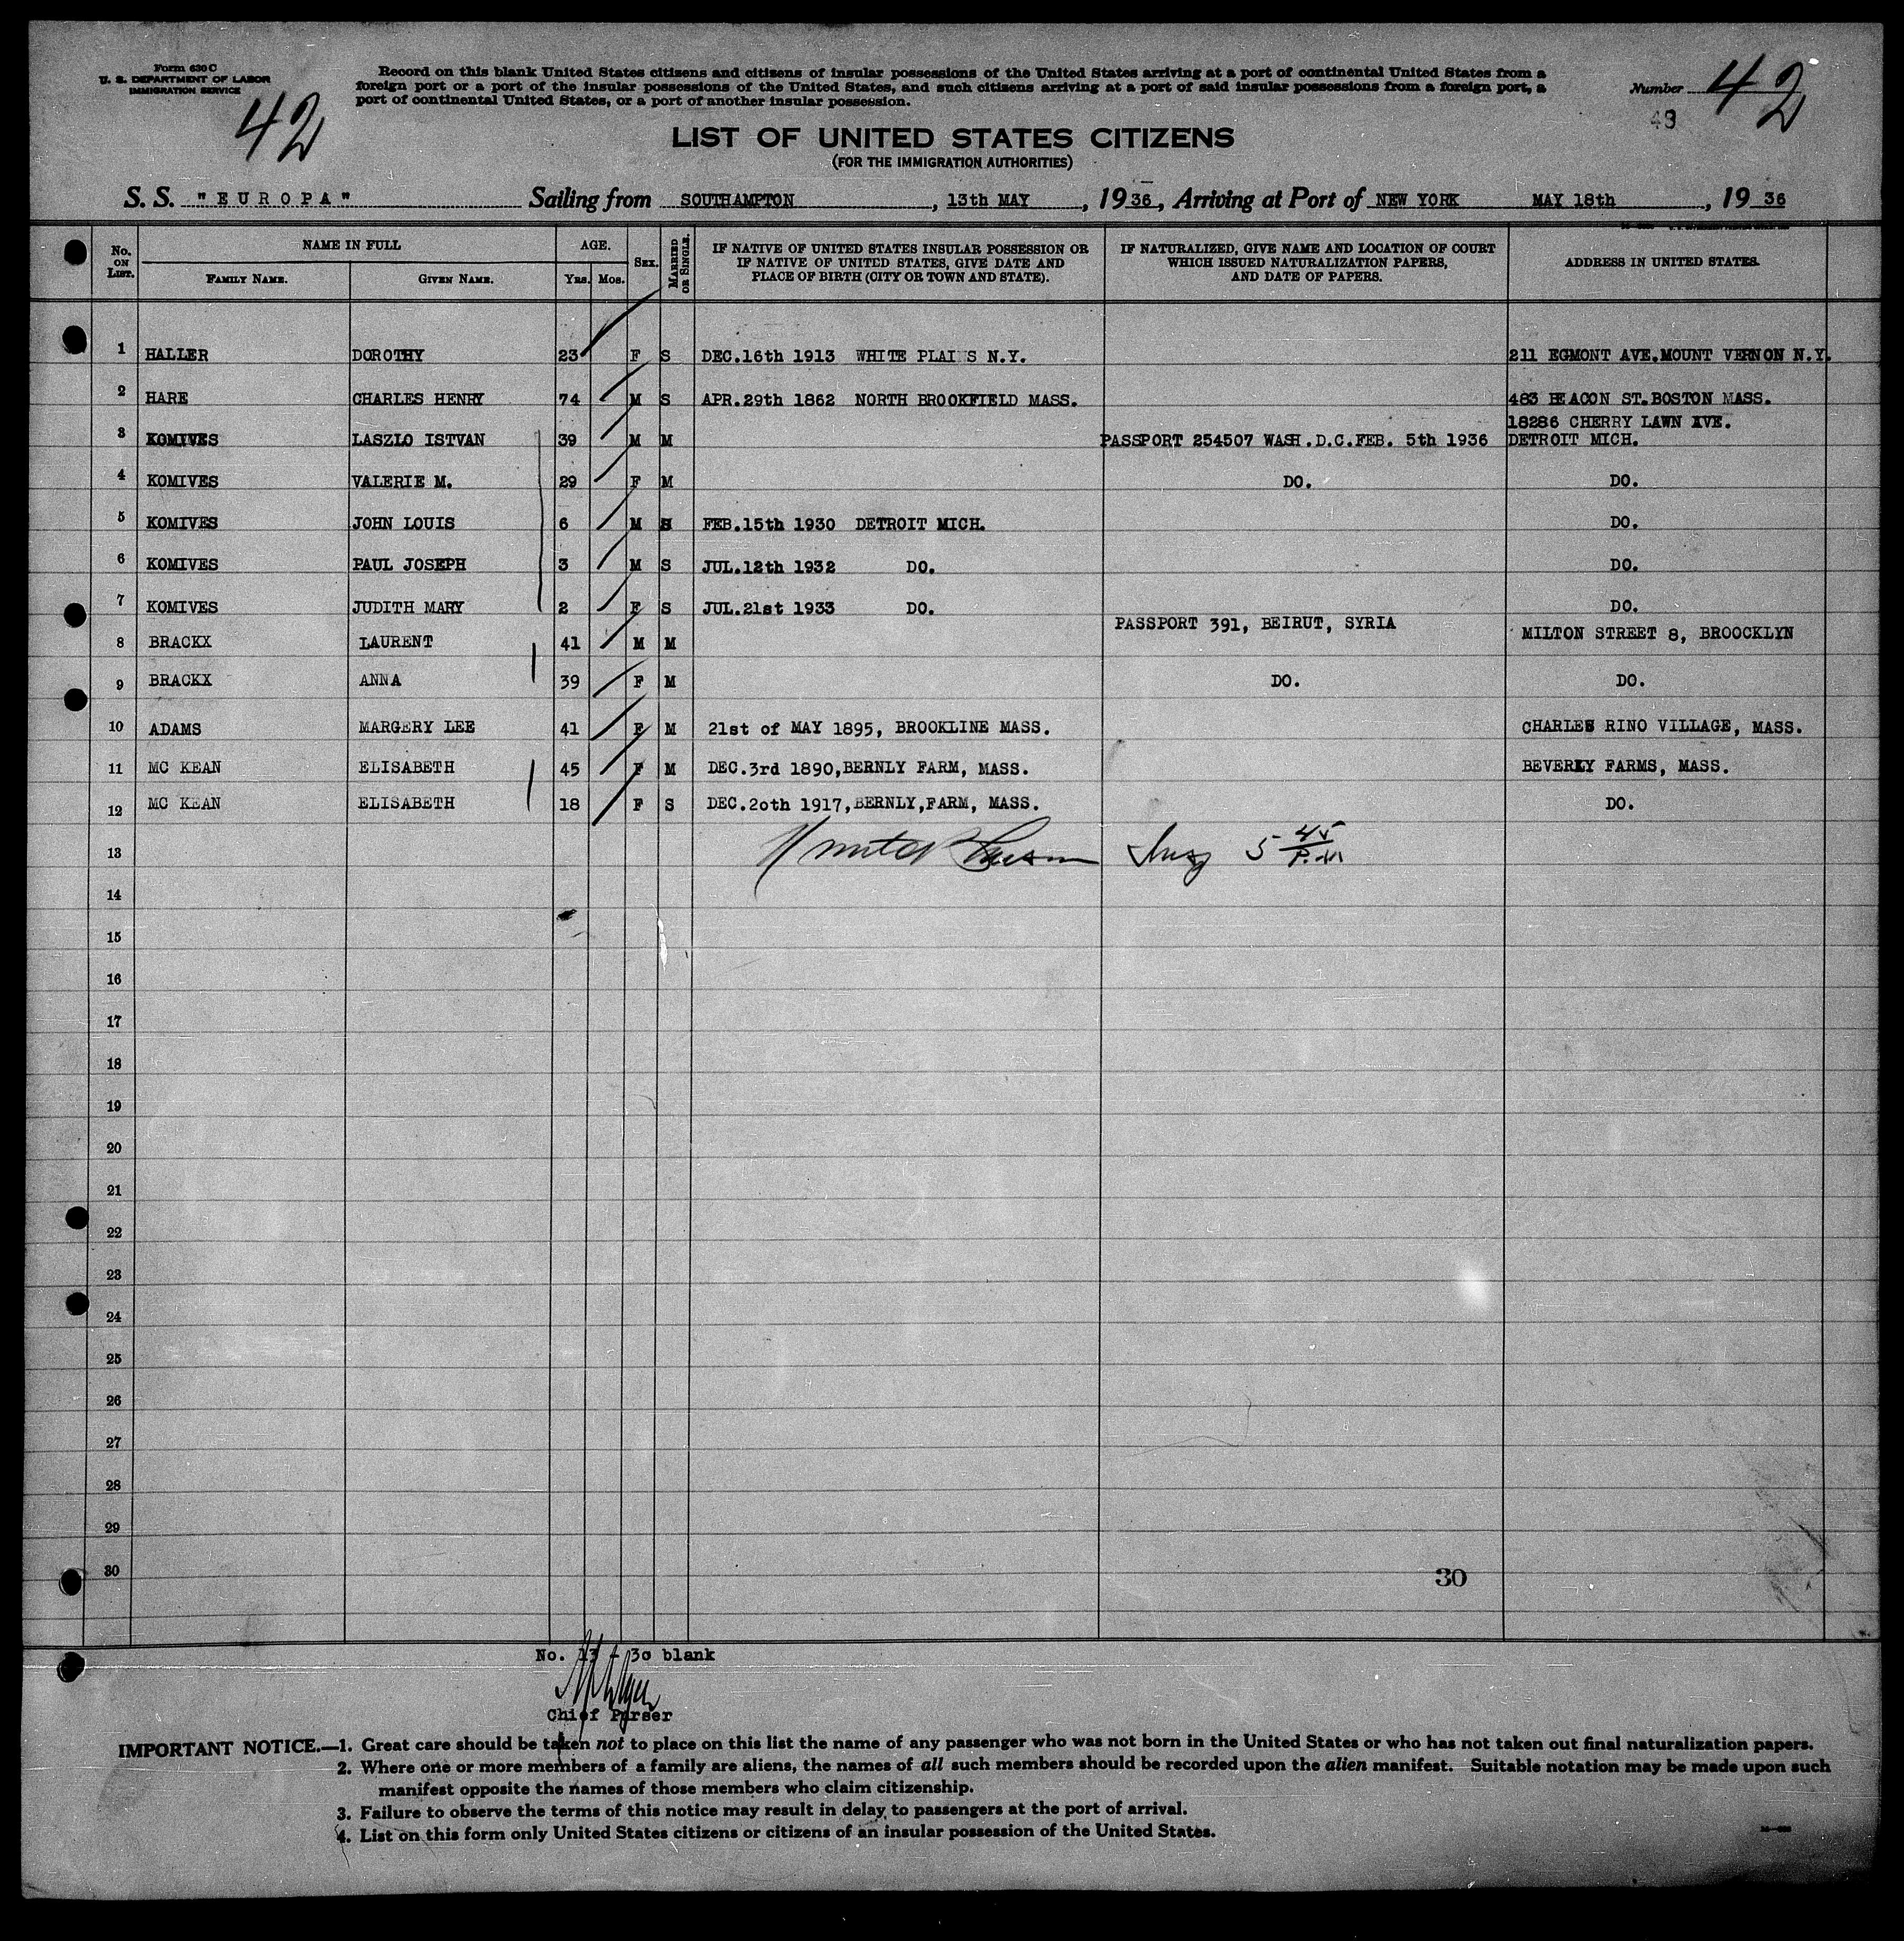 Form 630 C
U. S. DEPARTMENT OF LABOR
IMMIGRATION SERVICE
42
Record on this blank United States citizens and citizens of insular possessions of the United States arriving at a port of continental United States from a
foreign port or a port of the insular possessions of the United States, and such citizens arriving at a port of said insular possessions from a foreign port, a
port of continental United States, or a port of another insular possession.
Number 42
43
LIST OF UNITED STATES CITIZENS
(FOR THE IMMIGRATION AUTHORITIES)
S. S. "EUROPA" Sailing from SOUTHAMPTON, 13th MAY, 1936, Arriving at Port of NEW YORK MAY 18th, 1936
No. ON LIST. NAME IN FULL FAMILY NAME. GIVEN NAME. AGE. YRS. MOS. SEX. MARRIED OR SINGLE. IF NATIVE OF UNITED STATES INSULAR POSSESSION OR IF NATIVE OF UNITED STATES, GIVE DATE AND PLACE OF BIRTH (CITY OR TOWN AND STATE). IF NATURALIZED, GIVE NAME AND LOCATION OF COURT WHICH ISSUED NATURALIZATION PAPERS, AND DATE OF PAPERS. ADDRESS IN UNITED STATES.
1 HALLER DOROTHY 23 F S DEC.16th 1913 WHITE PLAINS N.Y. 211 EGMONT AVE.MOUNT VERNON N.Y.
2 HARE CHARLES HENRY 74 M S APR.29th 1862 NORTH BROOKFIELD MASS. 483 BEACON ST.BOSTON MASS.
3 KOMIVES LASZLO ISTVAN 39 M M PASSPORT 254507 WASH.D.C.FEB. 5th 1936 18286 CHERRY LAWN AVE. DETROIT MICH.
4 KOMIVES VALERIE M. 29 F M DO. DO.
5 KOMIVES JOHN LOUIS 6 M S FEB.15th 1930 DETROIT MICH. DO.
6 KOMIVES PAUL JOSEPH 3 M S JUL.12th 1932 DO. DO.
7 KOMIVES JUDITH MARY 2 F S JUL.21st 1933 DO. DO.
8 BRACKX LAURENT 41 M M PASSPORT 391, BEIRUT, SYRIA MILTON STREET 8, BROOCKLYN
9 BRACKX ANNA 39 F M DO. DO.
10 ADAMS MARGERY LEE 41 F M 21st of MAY 1895, BROOKLINE MASS. CHARLES RINO VILLAGE, MASS.
11 MC KEAN ELISABETH 45 F M DEC.3rd 1890,BERNLY FARM, MASS. BEVERLY FARMS, MASS.
12 MC KEAN ELISABETH 18 F S DEC.2oth 1917,BERNLY,FARM, MASS. DO.
13 5 45 P.M
14
15
16
17
18
19
20
21
22
23
24
25
26
27
28
29
30 30
No. 13 - 3o blank
Chief Purser
IMPORTANT NOTICE.—1. Great care should be taken not to place on this list the name of any passenger who was not born in the United States or who has not taken out final naturalization papers.
2. Where one or more members of a family are aliens, the names of all such members should be recorded upon the alien manifest. Suitable notation may be made upon such
manifest opposite the names of those members who claim citizenship.
3. Failure to observe the terms of this notice may result in delay to passengers at the port of arrival.
4. List on this form only United States citizens or citizens of an insular possession of the United States.